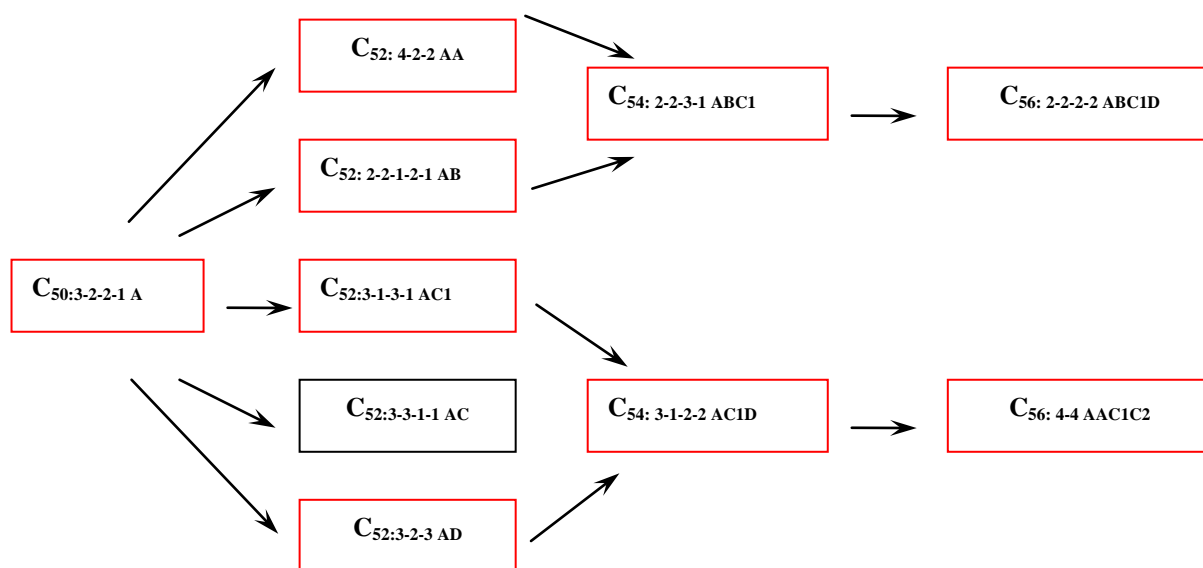 C52: 4-2-2 AA
C54: 2-2-3-1 ABC1
C56: 2-2-2-2 ABC1D
C52: 2-2-1-2-1 AB
C50:3-2-2-1 A
C52:3-1-3-1 AC1
C52:3-3-1-1 AC
C54: 3-1-2-2 AC1D
C56: 4-4 AAC1C2
C52:3-2-3 AD